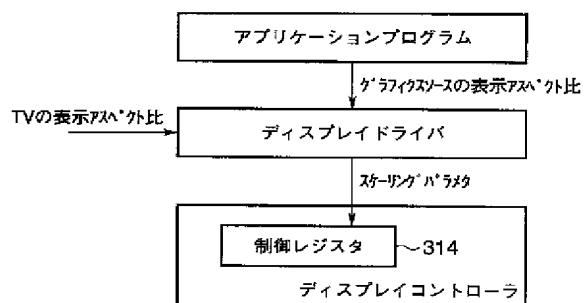 アプリケーションプログラム
グラフィクスソースの表示アスペクト比
TVの表示アスペクト比
ディスプレイドライバ
スケーリングパラメタ
制御レジスタ
314
ディスプレイコントローラ